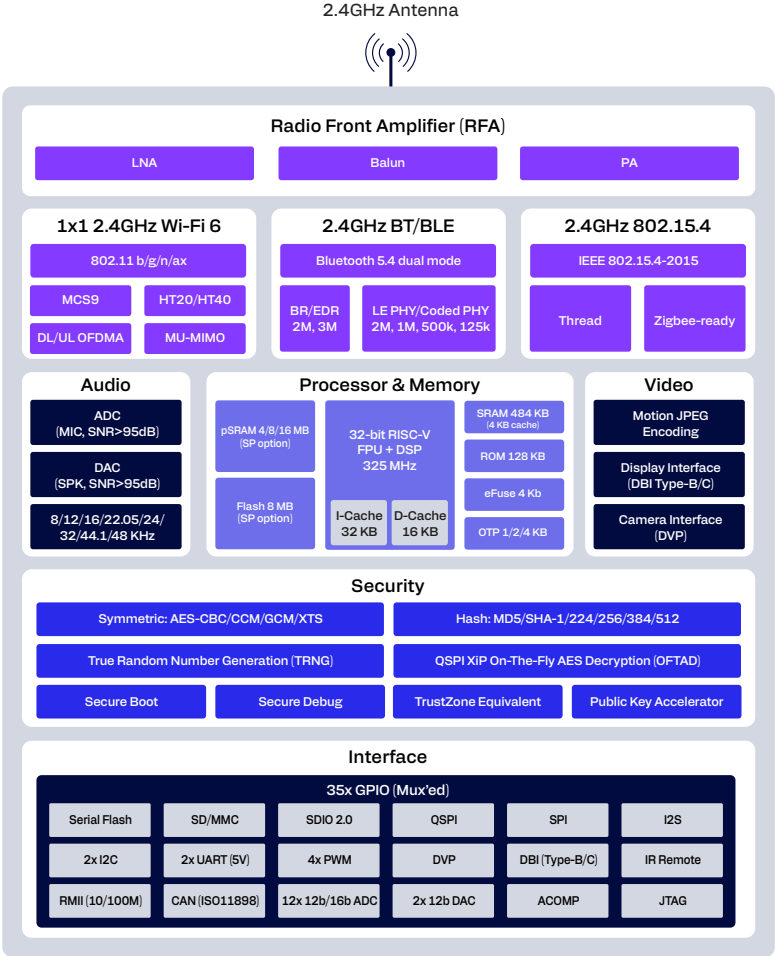 2.4GHz Antenna
Radio Front Amplifier (RFA)
LNA
Balun
PA
1x1 2.4GHz Wi-Fi 6
802.11 b/g/n/ax
MCS9
HT20/HT40
DL/UL OFDMA
MU-MIMO
2.4GHz BT/BLE
Bluetooth 5.4 dual mode
BR/EDR
2M, 3M
LE PHY/Coded PHY
2M, 1M, 500k, 125k
2.4GHz 802.15.4
IEEE 802.15.4-2015
Thread
Zigbee-ready
Audio
ADC
(MIC, SNR>95dB)
DAC
(SPK, SNR>95dB)
8/12/16/22.05/24/
32/44.1/48 KHz
Processor & Memory
pSRAM 4/8/16 MB
(SP option)
Flash 8 MB
(SP option)
32-bit RISC-V
FPU + DSP
325 MHz
I-Cache
32 KB
D-Cache
16 KB
SRAM 484 KB
(4 KB cache)
ROM 128 KB
eFuse 4 Kb
OTP 1/2/4 KB
Video
Motion JPEG
Encoding
Display Interface
(DBI Type-B/C)
Camera Interface
(DVP)
Security
Symmetric: AES-CBC/CCM/GCM/XTS
Hash: MD5/SHA-1/224/256/384/512
True Random Number Generation (TRNG)
QSPI XiP On-The-Fly AES Decryption (OFTAD)
Secure Boot
Secure Debug
TrustZone Equivalent
Public Key Accelerator
Interface
35x GPIO (Mux'ed)
Serial Flash
SD/MMC
SDIO 2.0
QSPI
SPI
I2S
2x I2C
2x UART (5V)
4x PWM
DVP
DBI (Type-B/C)
IR Remote
RMII (10/100M)
CAN (ISO11898)
12x 12b/16b ADC
2x 12b DAC
ACOMP
JTAG